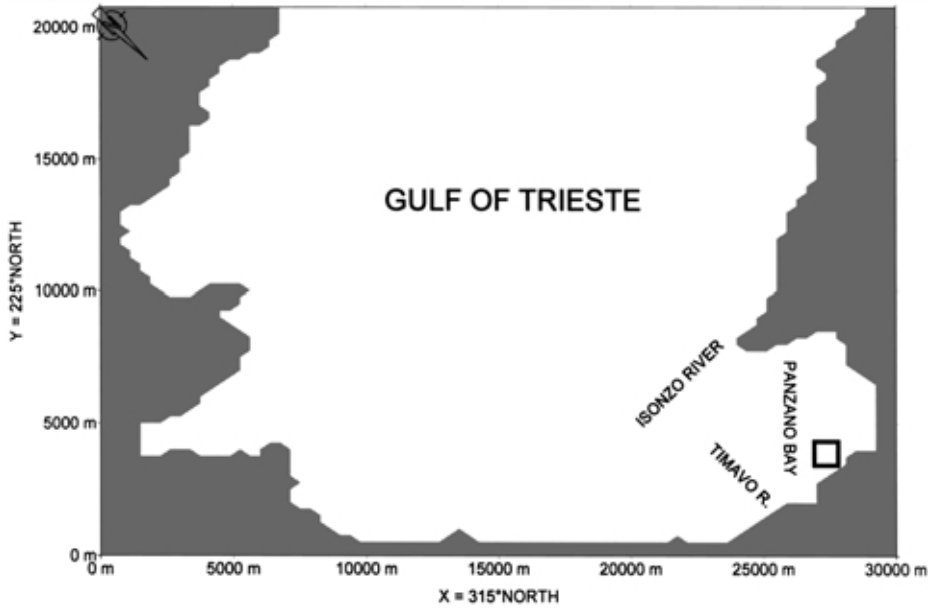 20000 m
15000 m
10000 m
5000 m
0 m
Y = 225°NORTH
GULF OF TRIESTE
ISONZO RIVER
PANZANO BAY
TIMAVO R.
0 m
5000 m
10000 m
15000 m
20000 m
25000 m
30000 m
X = 315°NORTH